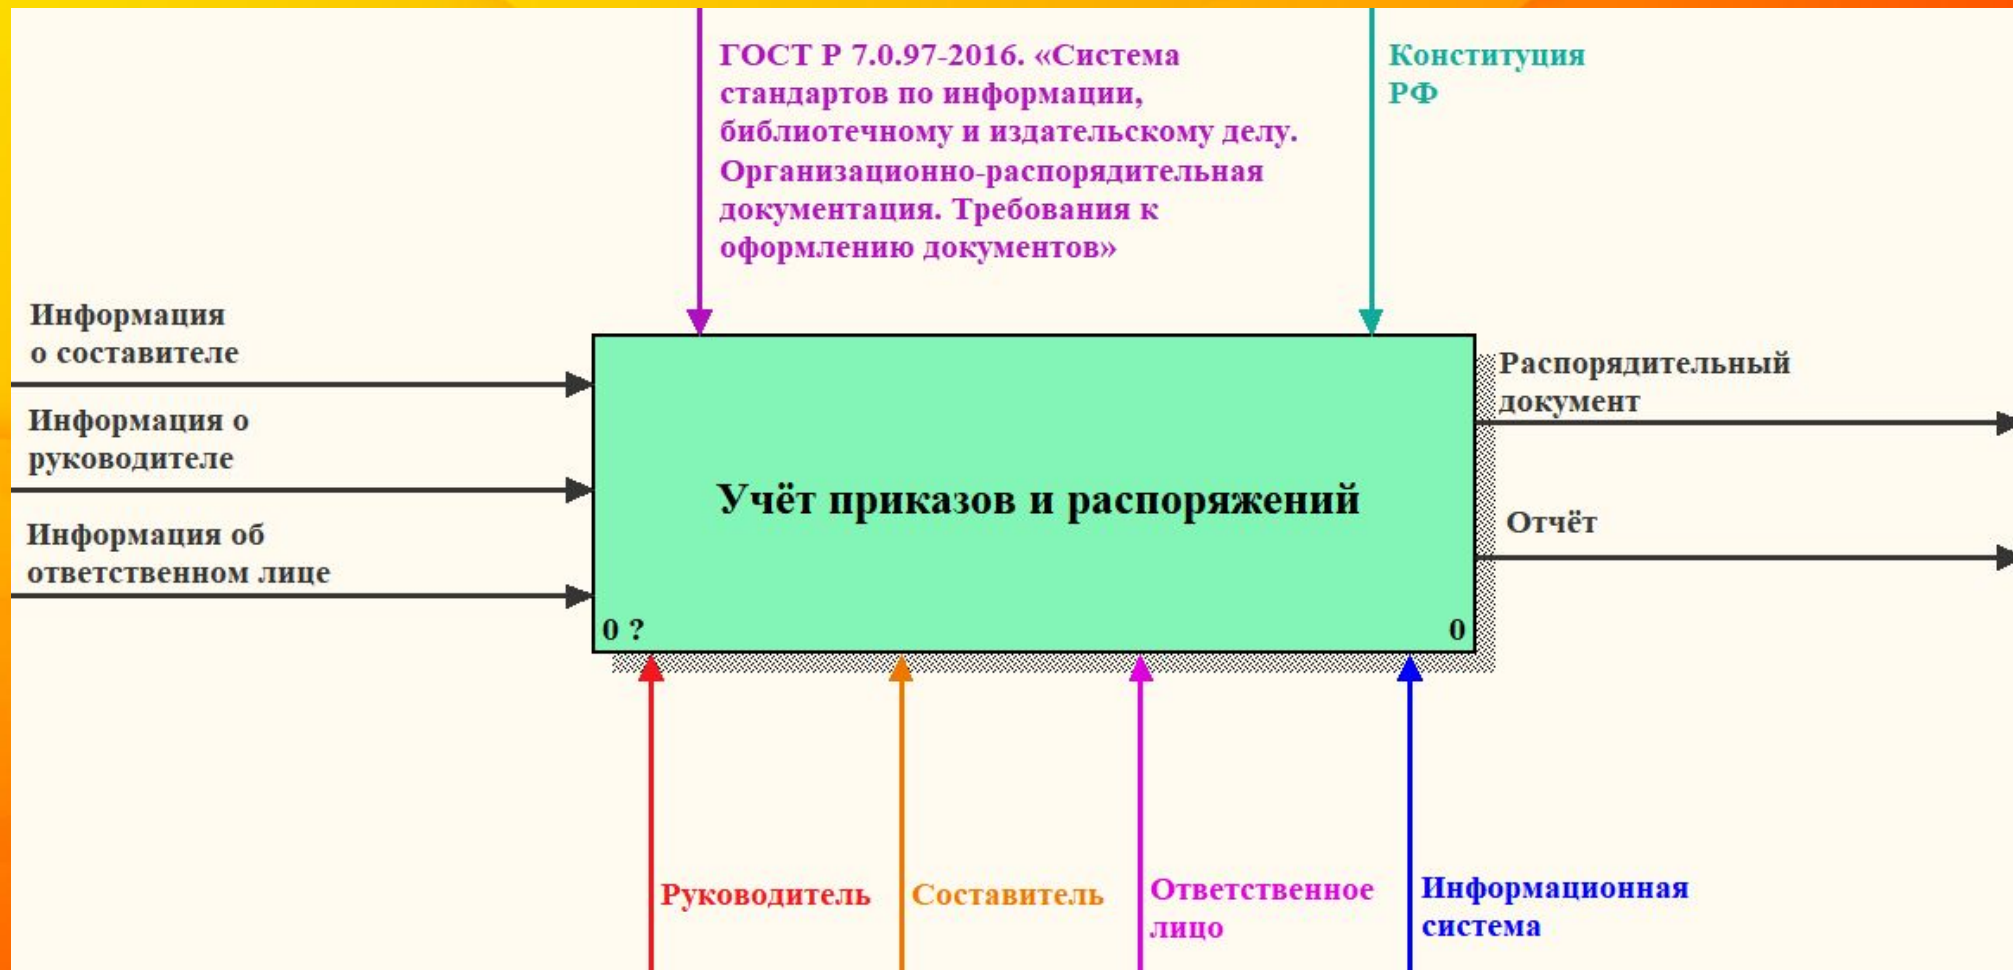 ГОСТ Р 7.0.97-2016. «Система
стандартов по информации,
библиотечному и издательскому делу.
Организационно-распорядительная
документация. Требования к
оформлению документов»
Конституция
РФ
Информация
о составителе
Информация о
руководителе
Информация об
ответственном лице
Учёт приказов и распоряжений
0 ?
0
Распорядительный
документ
Отчёт
Руководитель
Составитель
Ответственное
лицо
Информационная
система